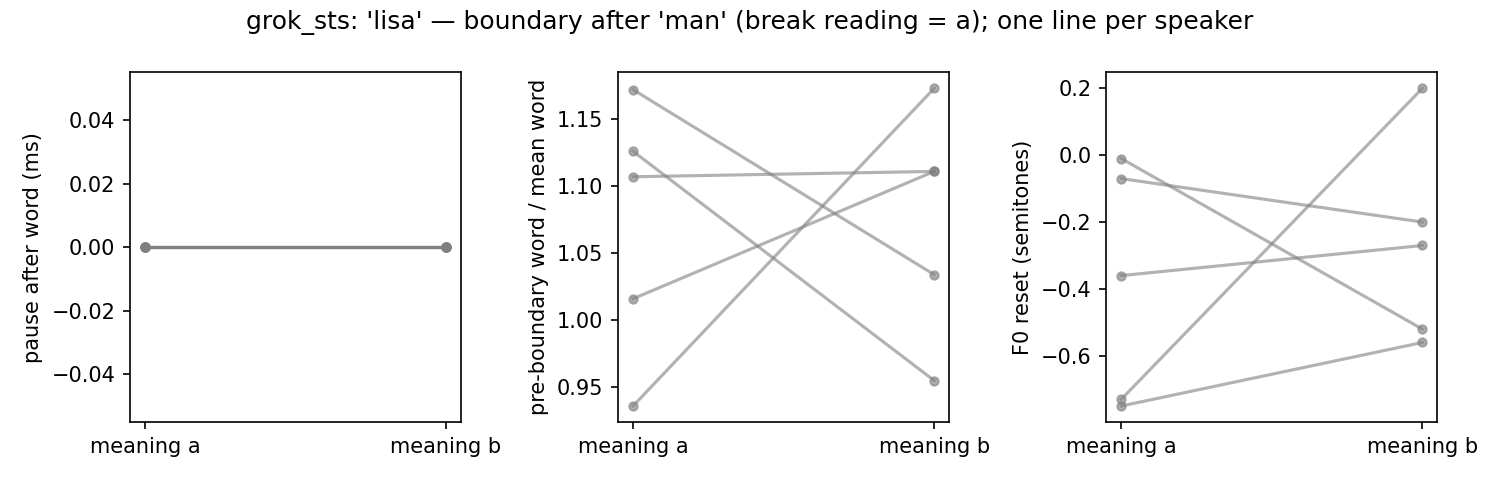 grok_sts: 'lisa' — boundary after 'man' (break reading = a); one line per speaker
pause after word (ms)
0.04
0.02
0.00
−0.02
−0.04
meaning a
meaning b
pre-boundary word / mean word
1.15
1.10
1.05
1.00
0.95
meaning a
meaning b
F0 reset (semitones)
0.2
0.0
−0.2
−0.4
−0.6
meaning a
meaning b